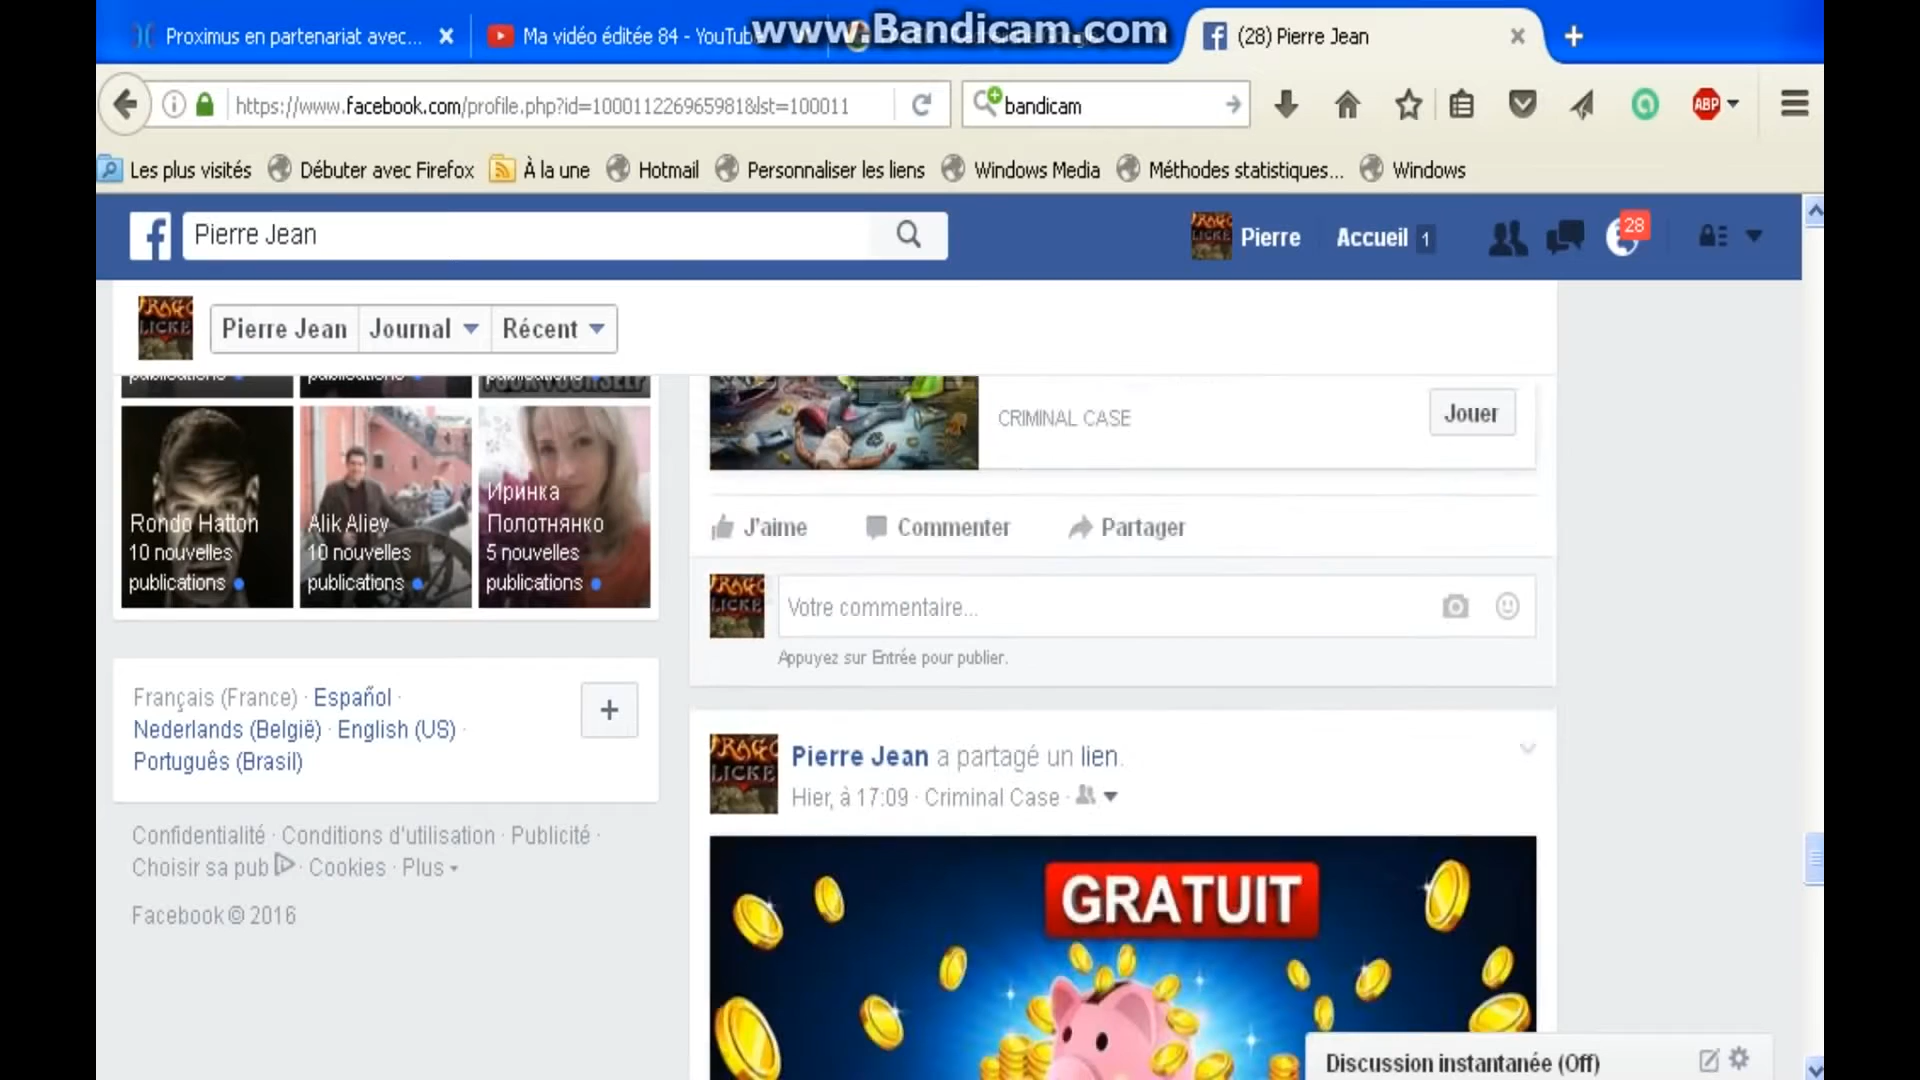 Proximus en partenariat avec...
Ma vidéo éditée 84 - YouTube
www.Bandicam.com
(28) Pierre Jean
https://www.facebook.com/profile.php?id=100011226965981&lst=100011
bandicam
ABP
Les plus visités
Débuter avec Firefox
À la une
Hotmail
Personnaliser les liens
Windows Media
Méthodes statistiques...
Windows
Pierre Jean
Pierre
Accueil 1
28
Pierre Jean
Journal
Récent
publications
publications
publications
YOURSELF
CRIMINAL CASE
Jouer
Rondo Hatton
10 nouvelles
publications
Alik Aliev
10 nouvelles
publications
Иринка
Полотнянко
5 nouvelles
publications
J'aime
Commenter
Partager
Votre commentaire...
Appuyez sur Entrée pour publier.
Français (France) · Español ·
Nederlands (België) · English (US) ·
Português (Brasil)
Pierre Jean a partagé un lien.
Hier, à 17:09 · Criminal Case ·
Confidentialité · Conditions d'utilisation · Publicité ·
Choisir sa pub · Cookies · Plus
Facebook © 2016
GRATUIT
Discussion instantanée (Off)